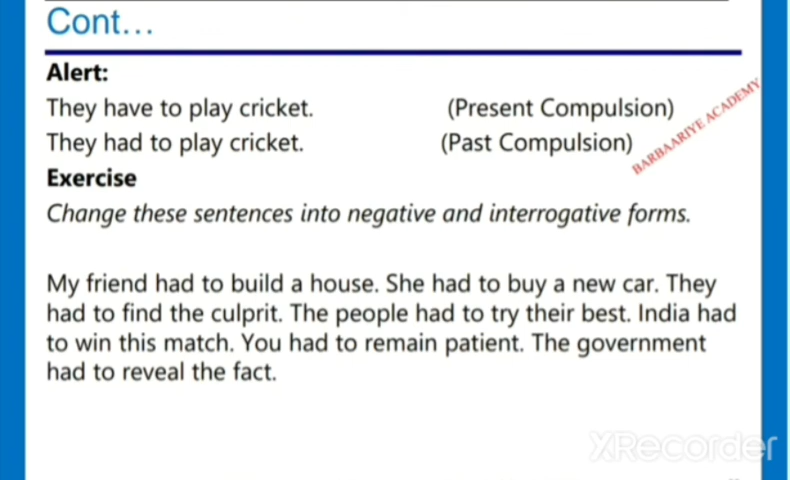 Cont...
Alert:
They have to play cricket. (Present Compulsion)
They had to play cricket. (Past Compulsion)
BARBAARIYE ACADEMY
Exercise
Change these sentences into negative and interrogative forms.
My friend had to build a house. She had to buy a new car. They
had to find the culprit. The people had to try their best. India had
to win this match. You had to remain patient. The government
had to reveal the fact.
XRecorder